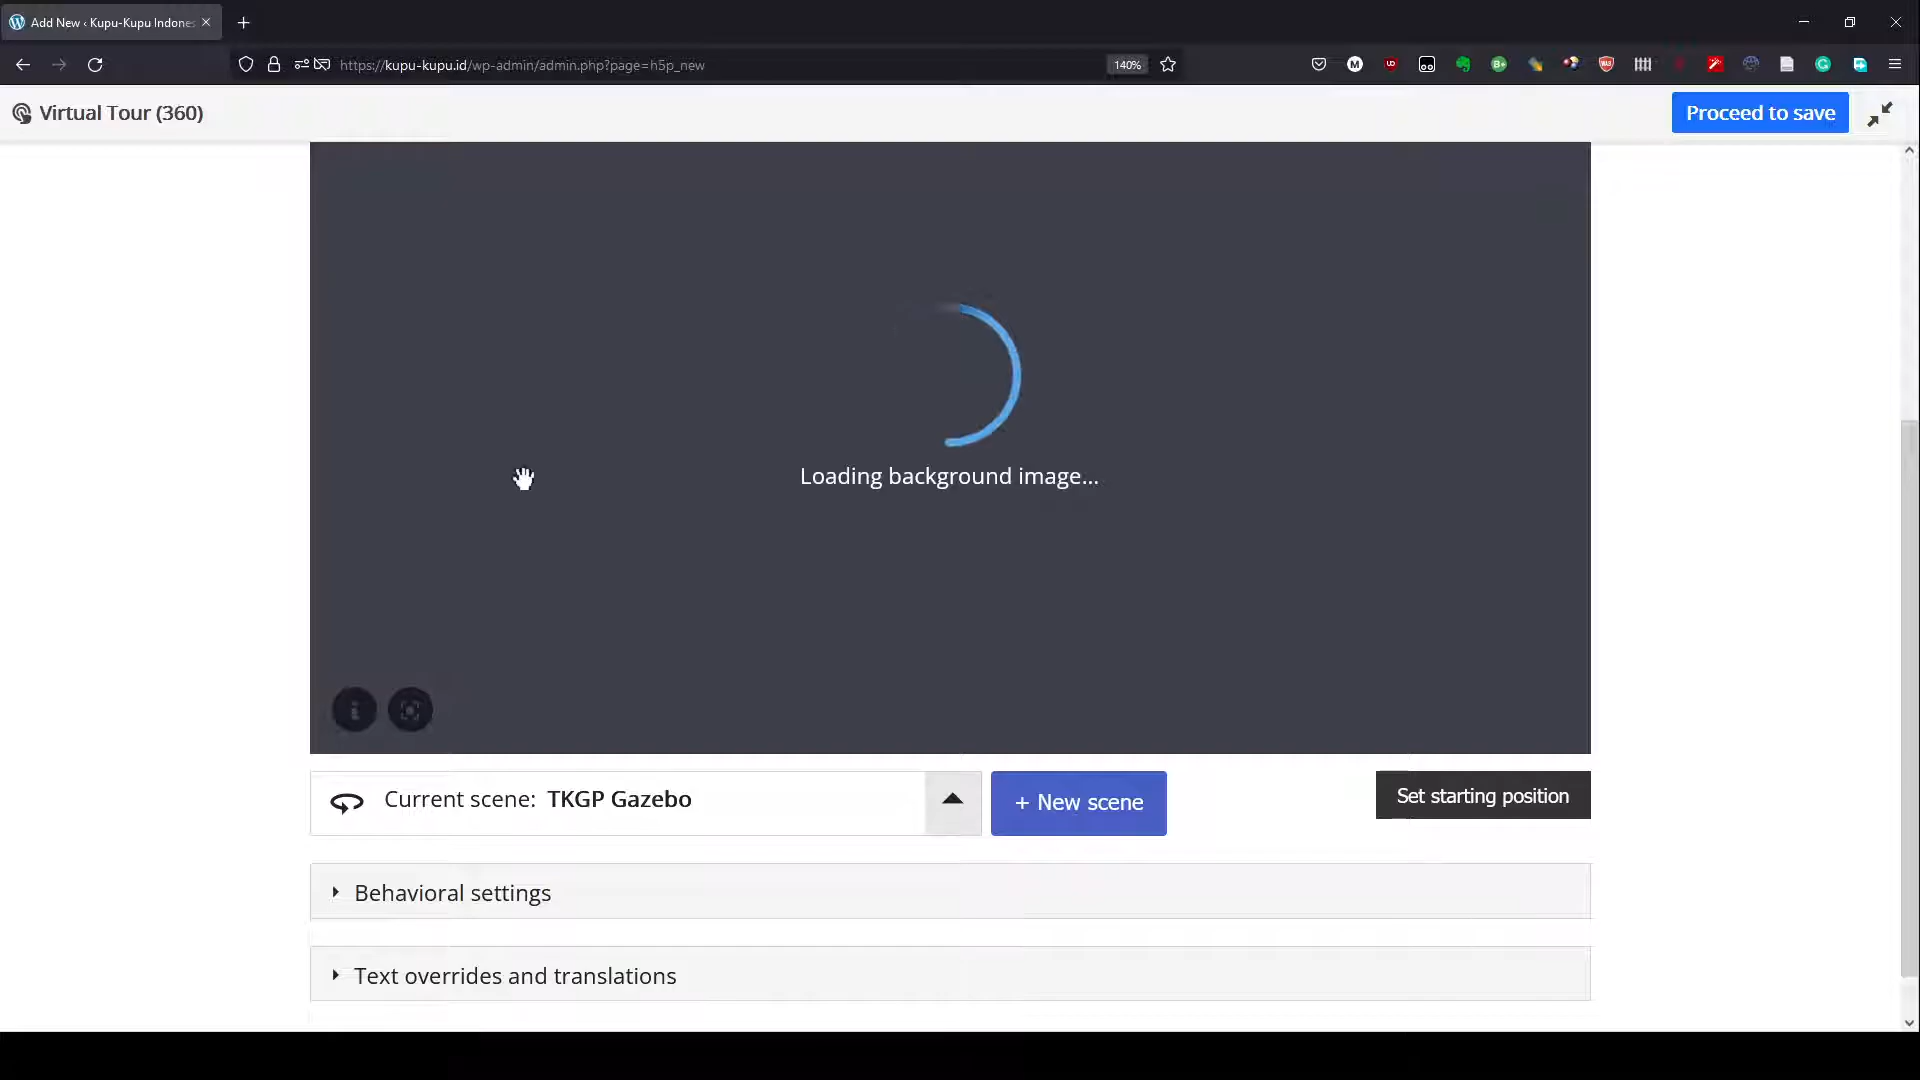 Add New ‹ Kupu-Kupu Indones
https://kupu-kupu.id/wp-admin/admin.php?page=h5p_new
140%
Virtual Tour (360)
Proceed to save
Loading background image...
Current scene: TKGP Gazebo
+ New scene
Set starting position
Behavioral settings
Text overrides and translations